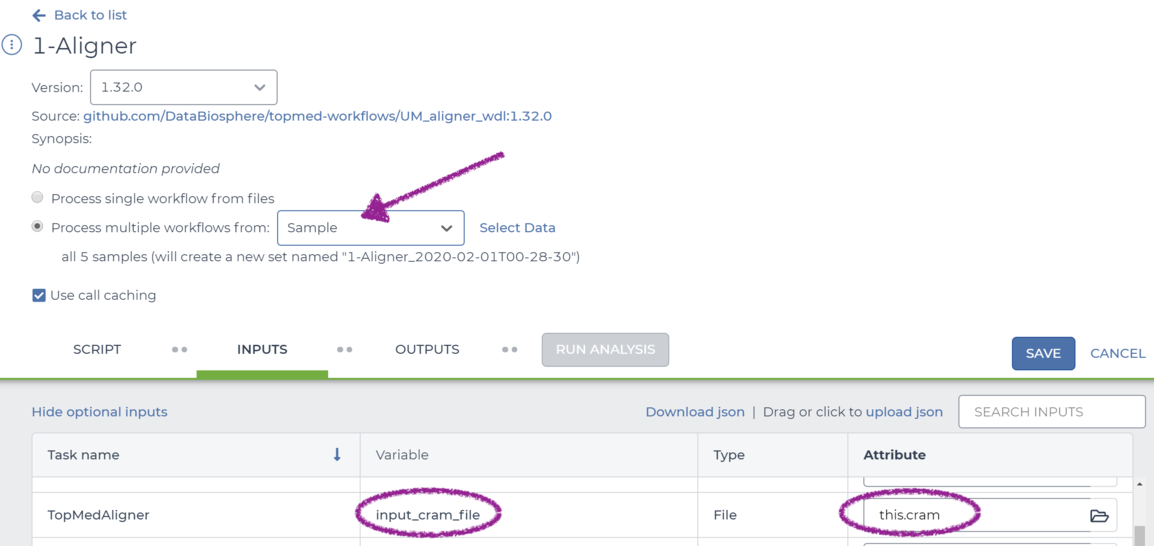 Back to list
1-Aligner
Version: 1.32.0
Source: github.com/DataBiosphere/topmed-workflows/UM_aligner_wdl:1.32.0
Synopsis:
No documentation provided
Process single workflow from files
Process multiple workflows from: Sample Select Data
all 5 samples (will create a new set named "1-Aligner_2020-02-01T00-28-30")
Use call caching
SCRIPT INPUTS OUTPUTS RUN ANALYSIS SAVE CANCEL
Hide optional inputs Download json | Drag or click to upload json SEARCH INPUTS
Task name Variable Type Attribute
TopMedAligner input_cram_file File this.cram